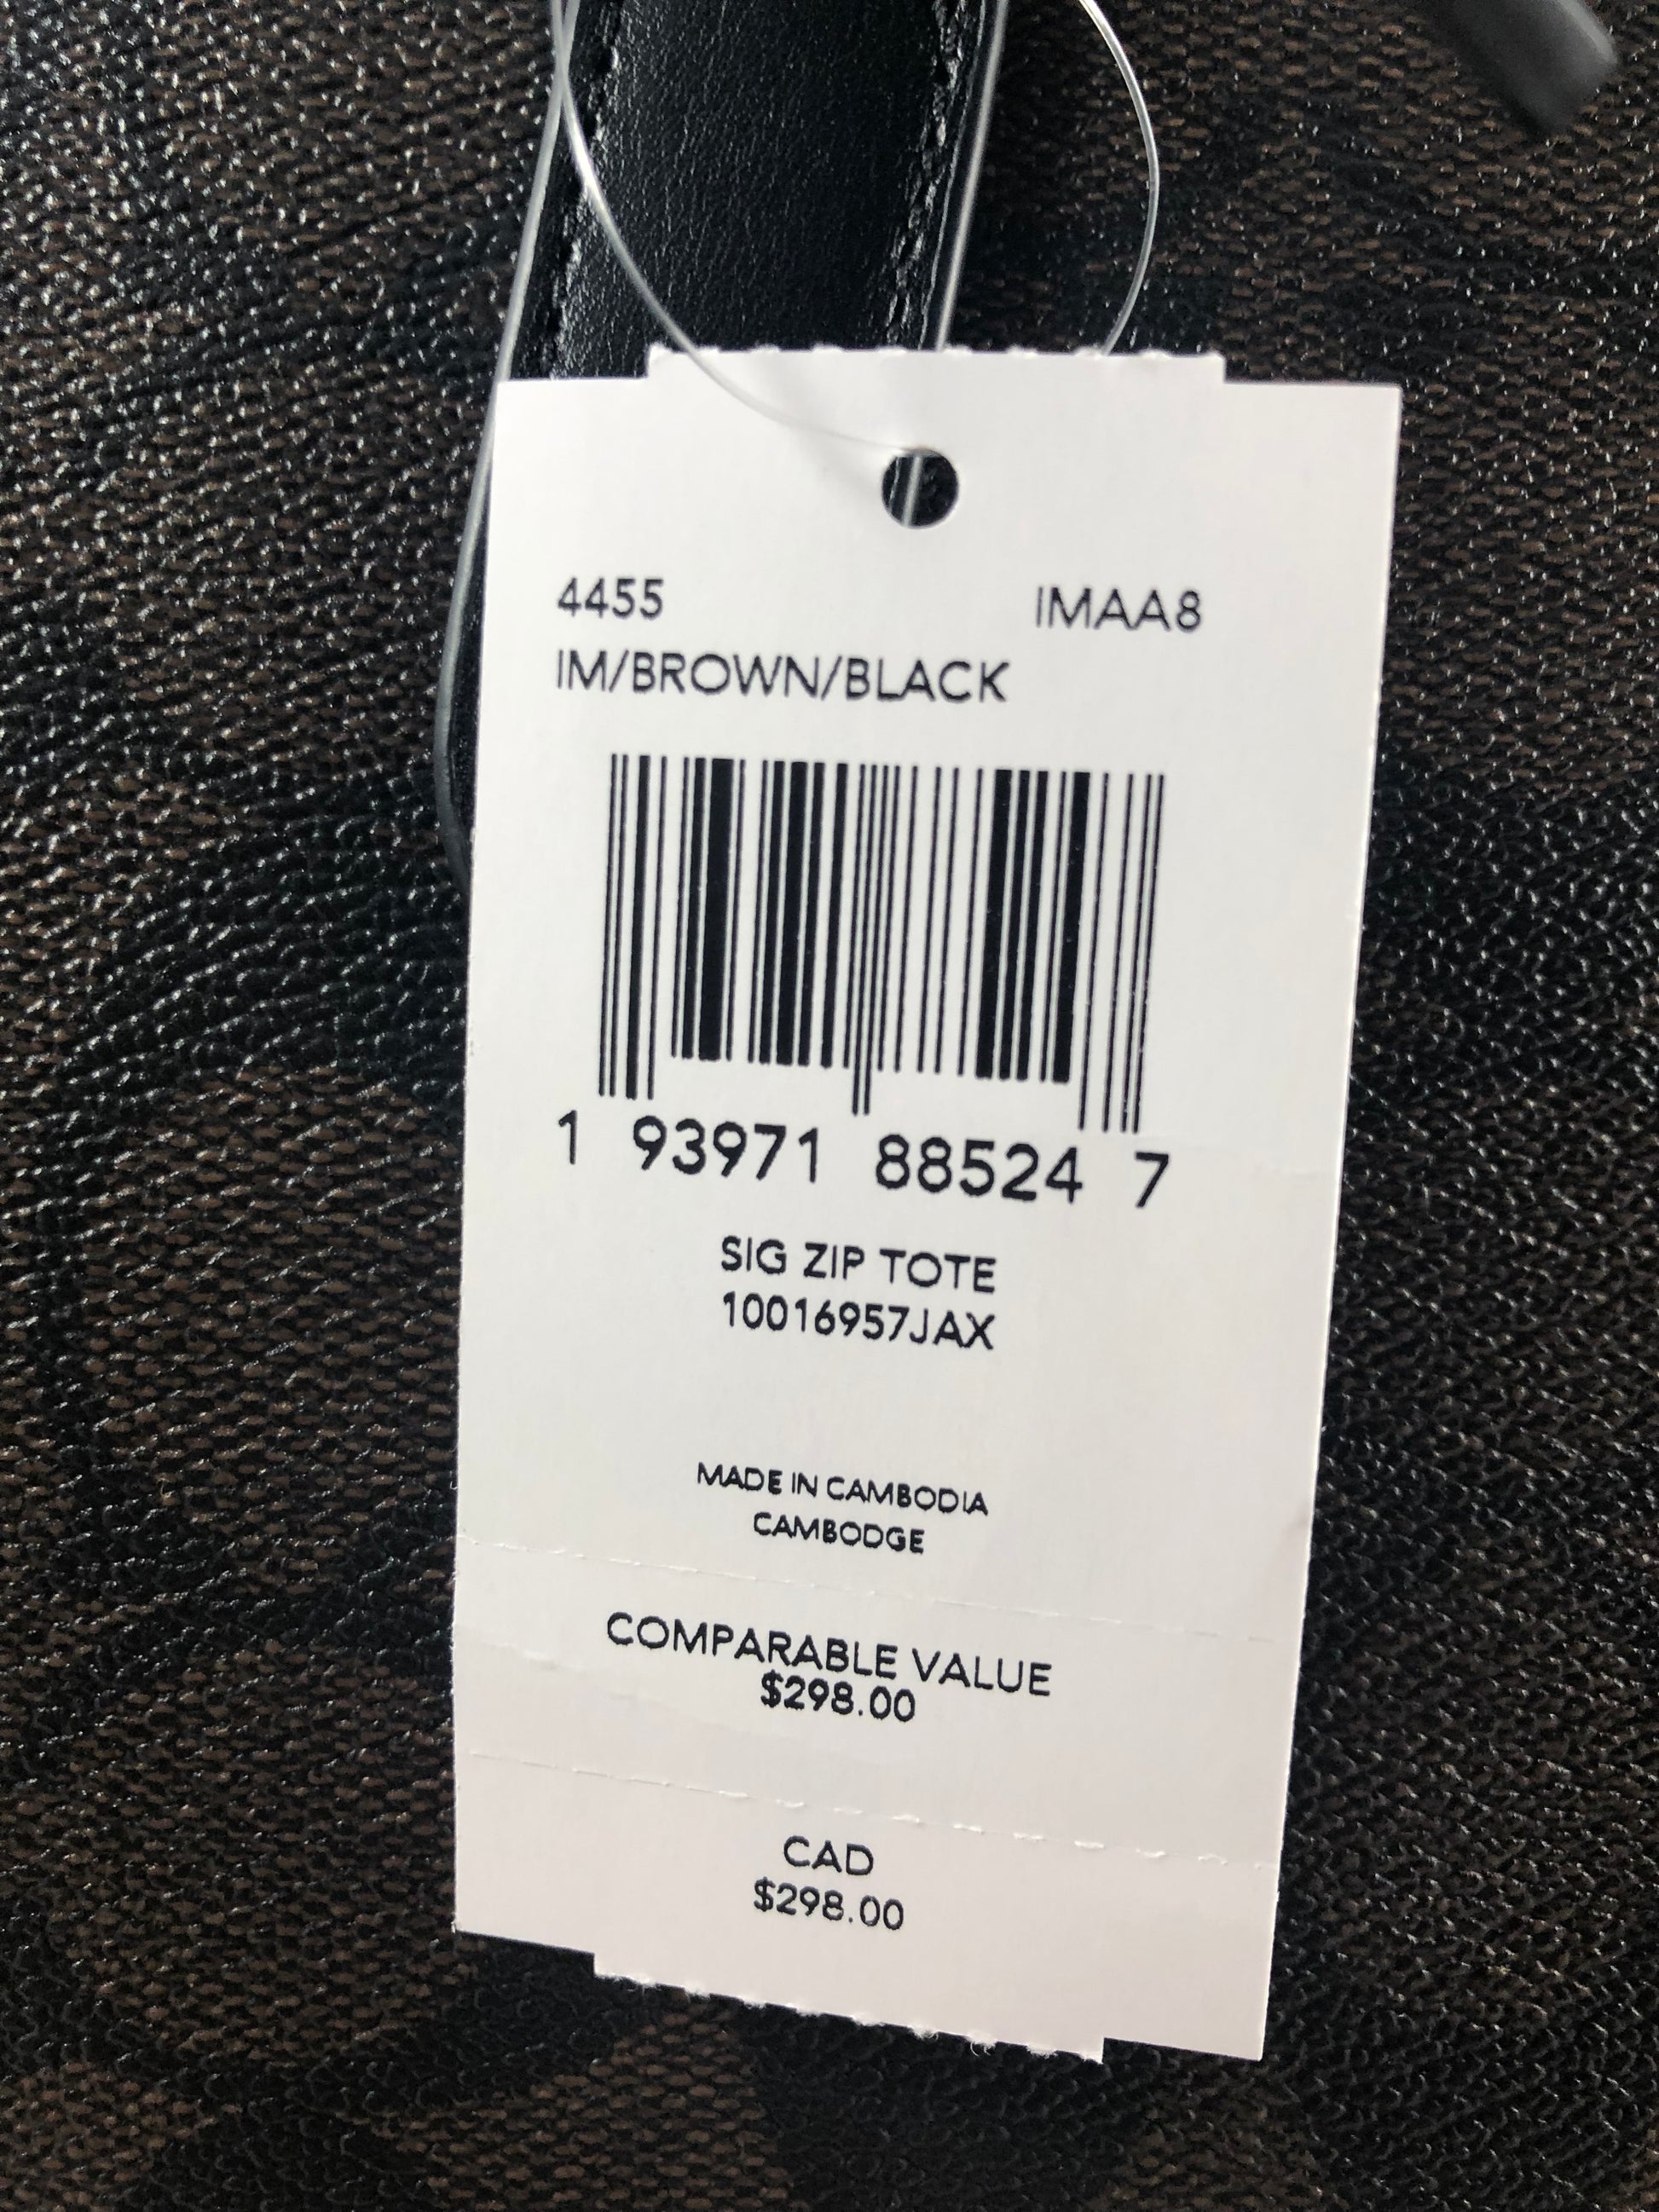 4455 IMAA8
IM/BROWN/BLACK
1 93971 88524 7
SIG ZIP TOTE
10016957JAX
MADE IN CAMBODIA
CAMBODGE
COMPARABLE VALUE
$298.00
CAD
$298.00